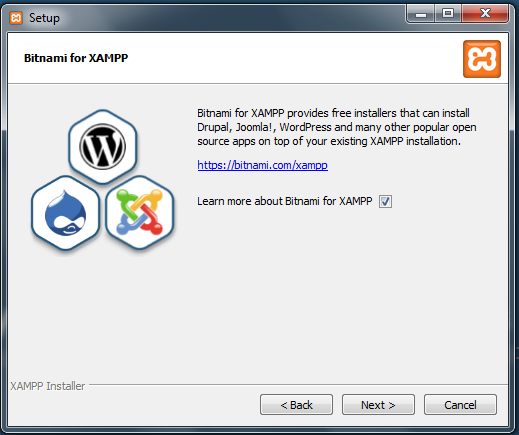 Setup
Bitnami for XAMPP
Bitnami for XAMPP provides free installers that can install
Drupal, Joomla!, WordPress and many other popular open
source apps on top of your existing XAMPP installation.
https://bitnami.com/xampp
Learn more about Bitnami for XAMPP
XAMPP Installer
< Back
Next >
Cancel